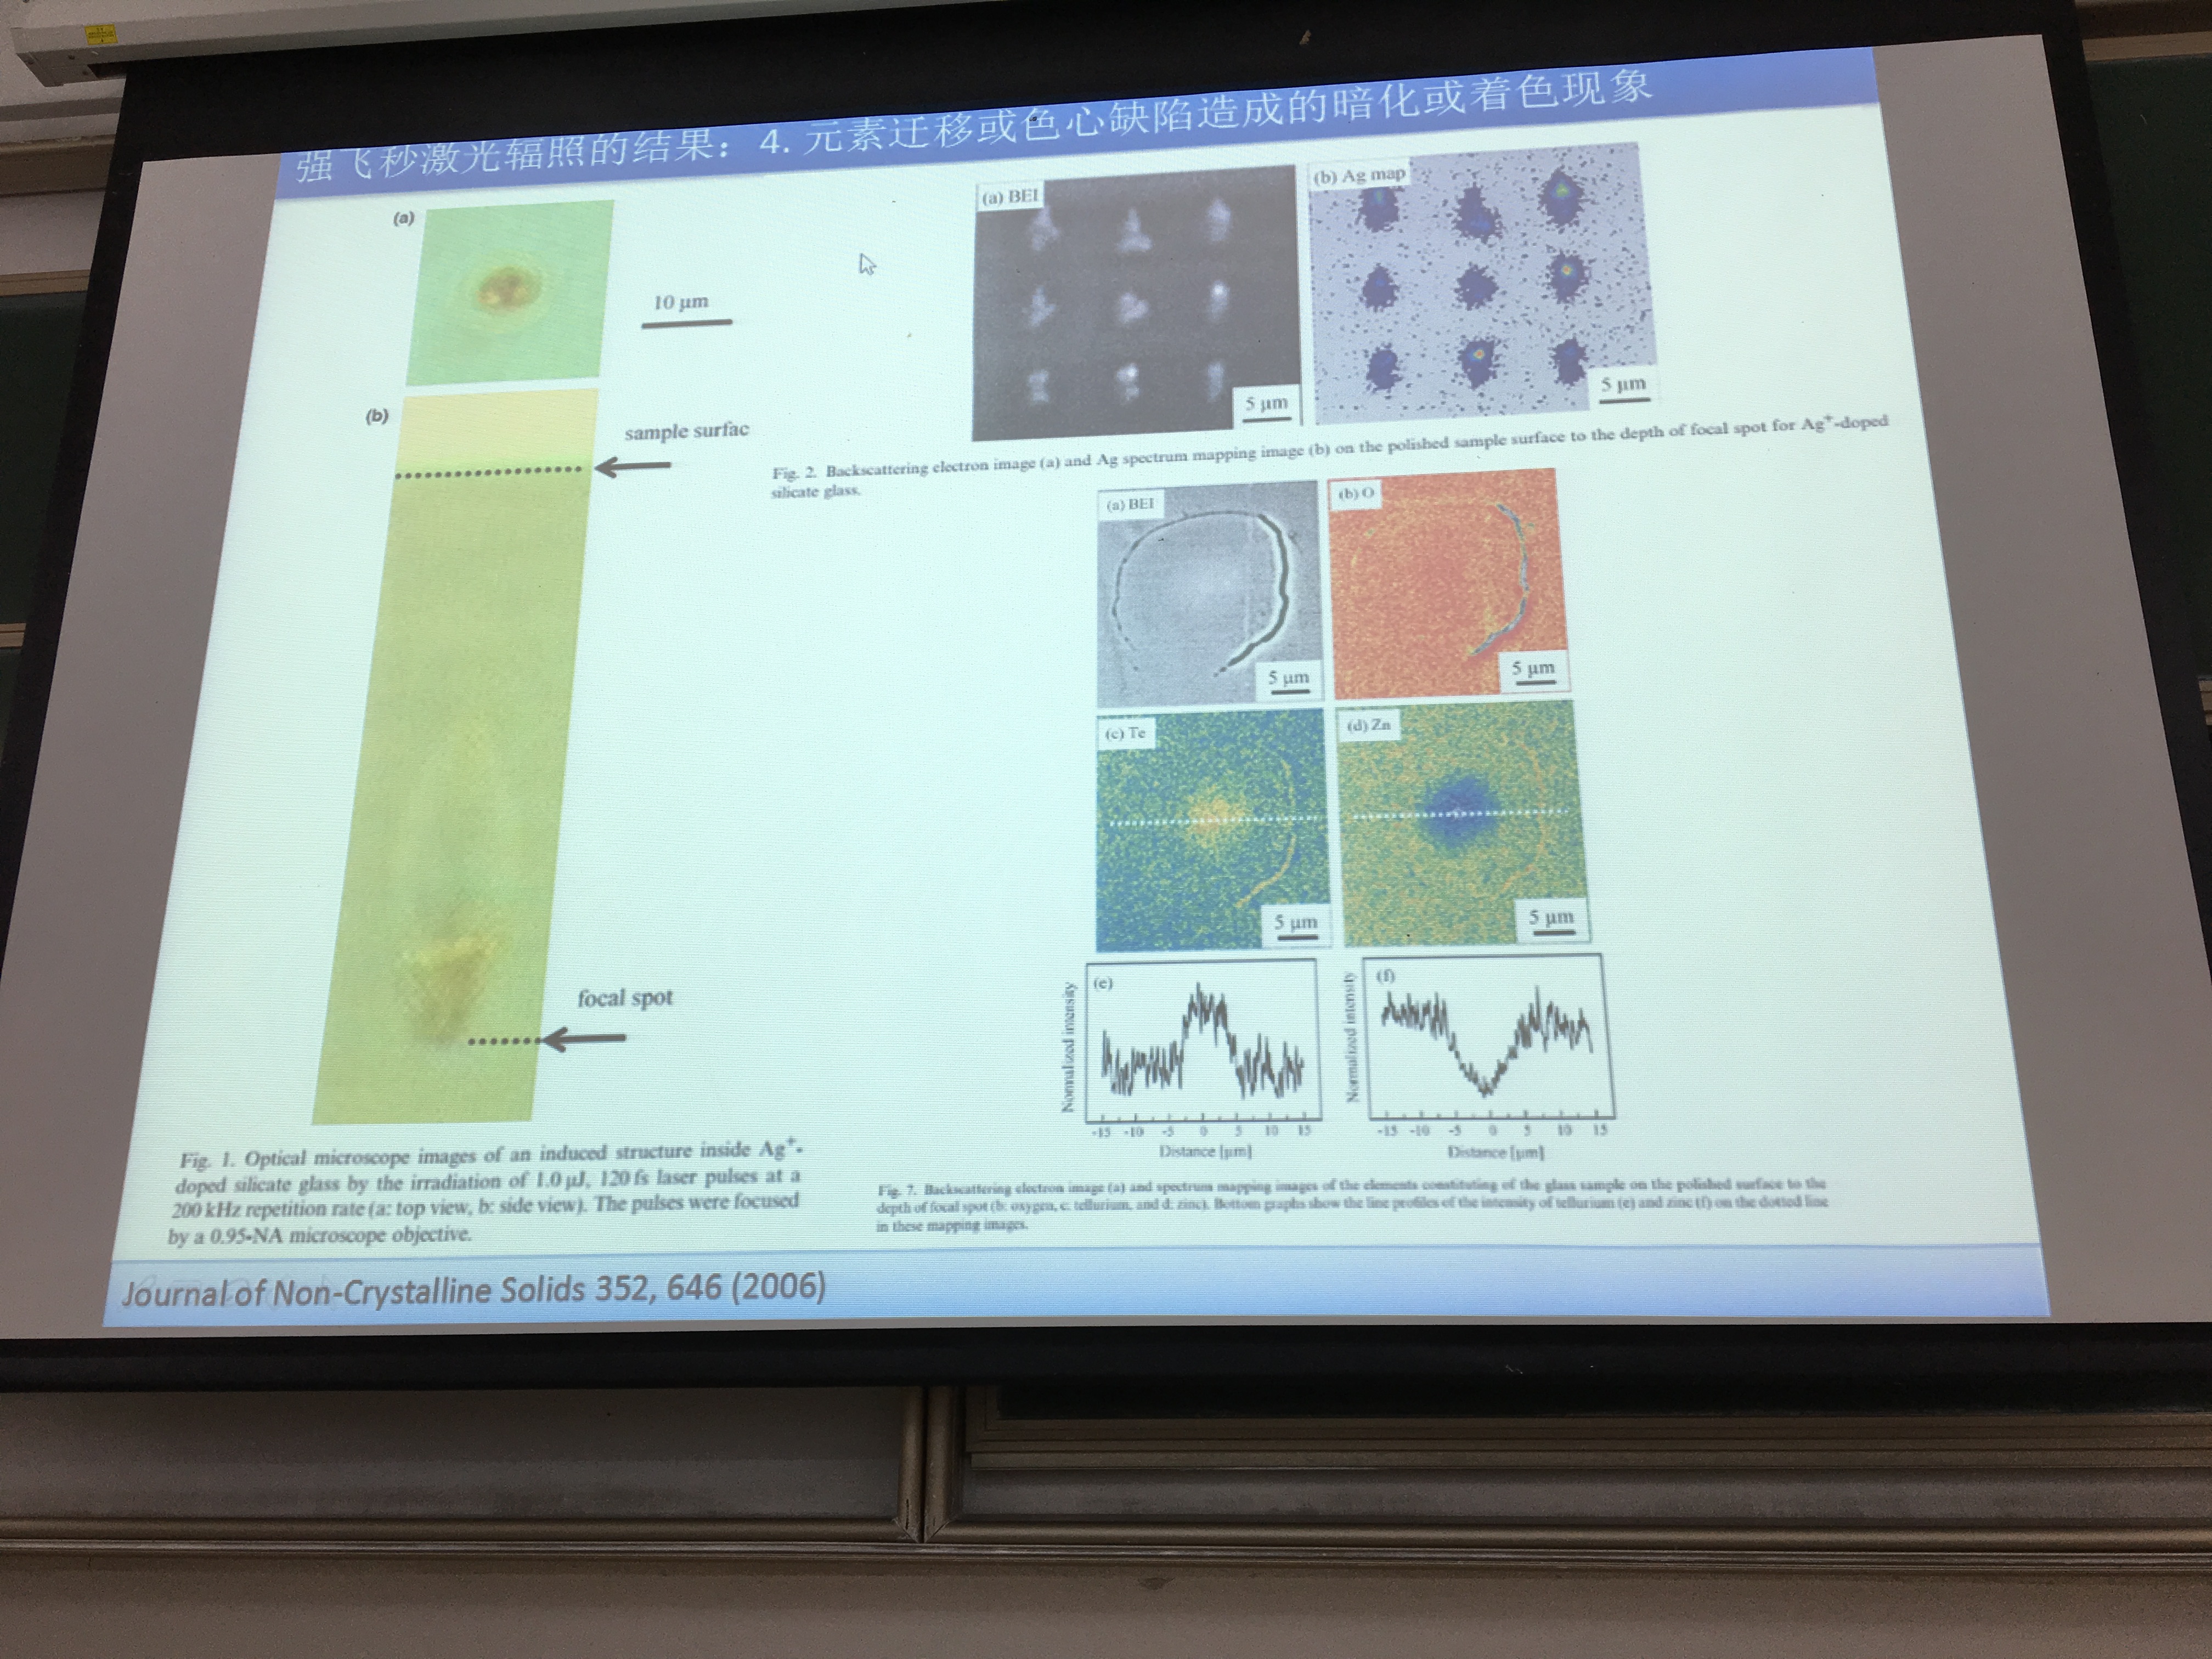 强飞秒激光辐照的结果：4. 元素迁移或色心缺陷造成的暗化或着色现象
(a)
10 μm
(b)
sample surfac
focal spot
Fig. 1. Optical microscope images of an induced structure inside Ag⁺-
doped silicate glass by the irradiation of 1.0 μJ, 120 fs laser pulses at a
200 kHz repetition rate (a: top view, b: side view). The pulses were focused
by a 0.95-NA microscope objective.
(a) BEI
5 μm
(b) Ag map
5 μm
Fig. 2. Backscattering electron image (a) and Ag spectrum mapping image (b) on the polished sample surface to the depth of focal spot for Ag⁺-doped
silicate glass.
(a) BEI
5 μm
(b) O
5 μm
(c) Te
5 μm
(d) Zn
5 μm
(e)
Normalized intensity
-15 -10 -5 0 5 10 15
Distance [μm]
(f)
Normalized intensity
-15 -10 -5 0 5 10 15
Distance [μm]
Fig. 7. Backscattering electron image (a) and spectrum mapping images of the elements constituting of the glass sample on the polished surface to the
depth of focal spot (b: oxygen, c: tellurium, and d: zinc). Bottom graphs show the line profiles of the intensity of tellurium (e) and zinc (f) on the dotted line
in these mapping images.
Journal of Non-Crystalline Solids 352, 646 (2006)